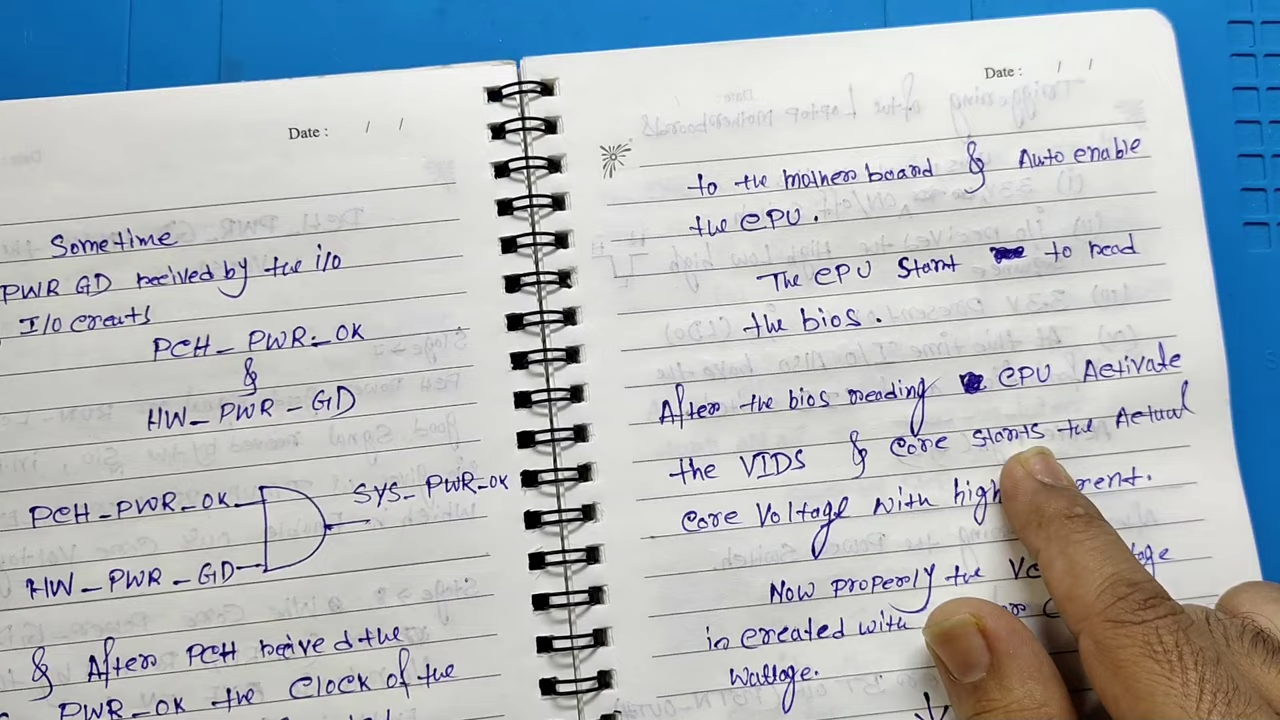 Date : / /
Sometime
PWR GD received by the i/o
I/O creats
PCH_PWR_OK
&
HW_PWR_GD
PCH_PWR_OK
SYS_PWR_OK
HW_PWR_GD
& After PCH received the
PWR_OK the Clock of the
Date : / /
to the motherboard & Auto enable
the CPU.
The CPU Start to read
the bios.
After the bios reading CPU Activate
the VIDS & Core starts the Actual
Core Voltage with high
Now properly the
is created with
Wattage.